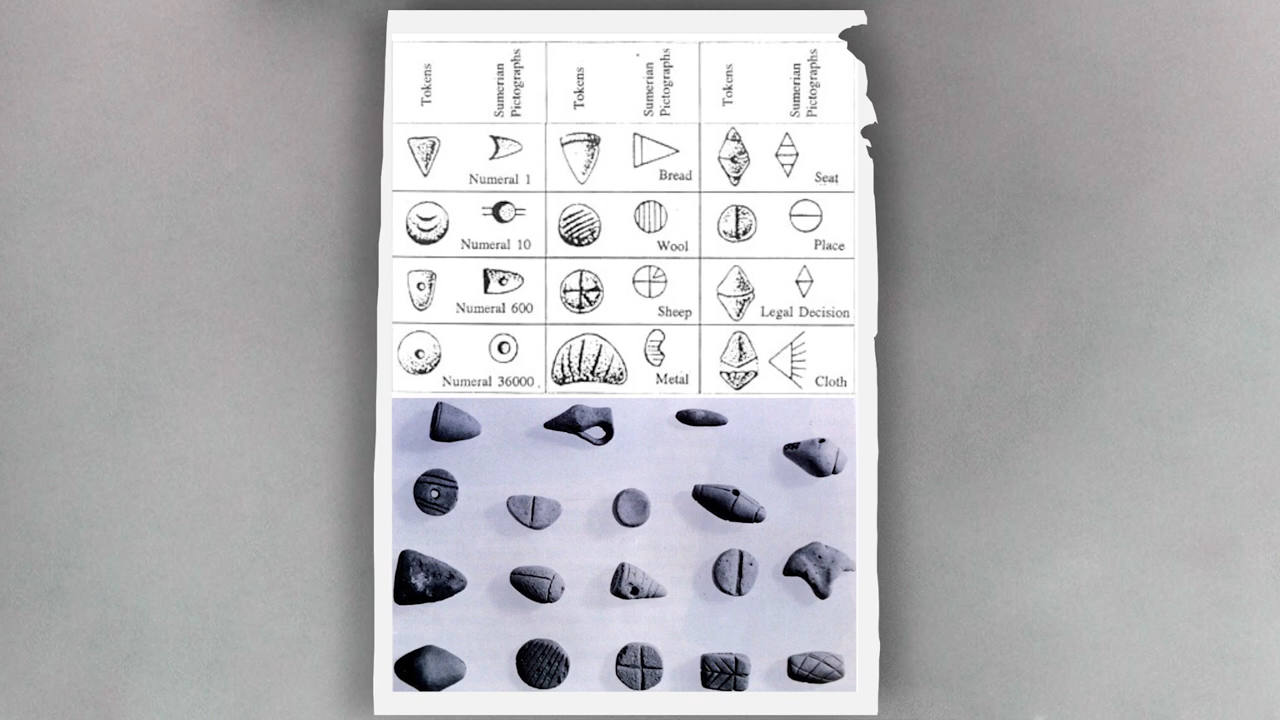 Tokens
Sumerian
Pictographs
Tokens
Sumerian
Pictographs
Tokens
Sumerian
Pictographs
Numeral 1
Bread
Seat
Numeral 10
Wool
Place
Numeral 600
Sheep
Legal Decision
Numeral 36000
Metal
Cloth